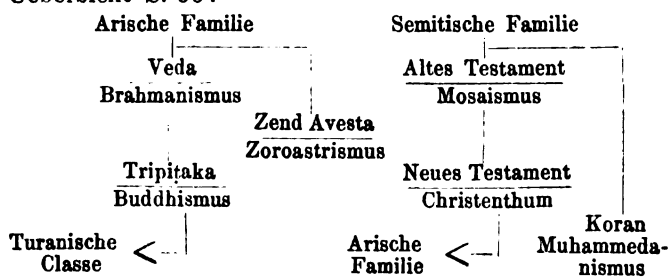 Arische Familie
Semitische Familie
Veda
Brahmanismus
Altes Testament
Mosaismus
Zend Avesta
Zoroastrismus
Tripitaka
Buddhismus
Neues Testament
Christenthum
Turanische
Classe
Arische
Familie
Koran
Muhammeda-
nismus